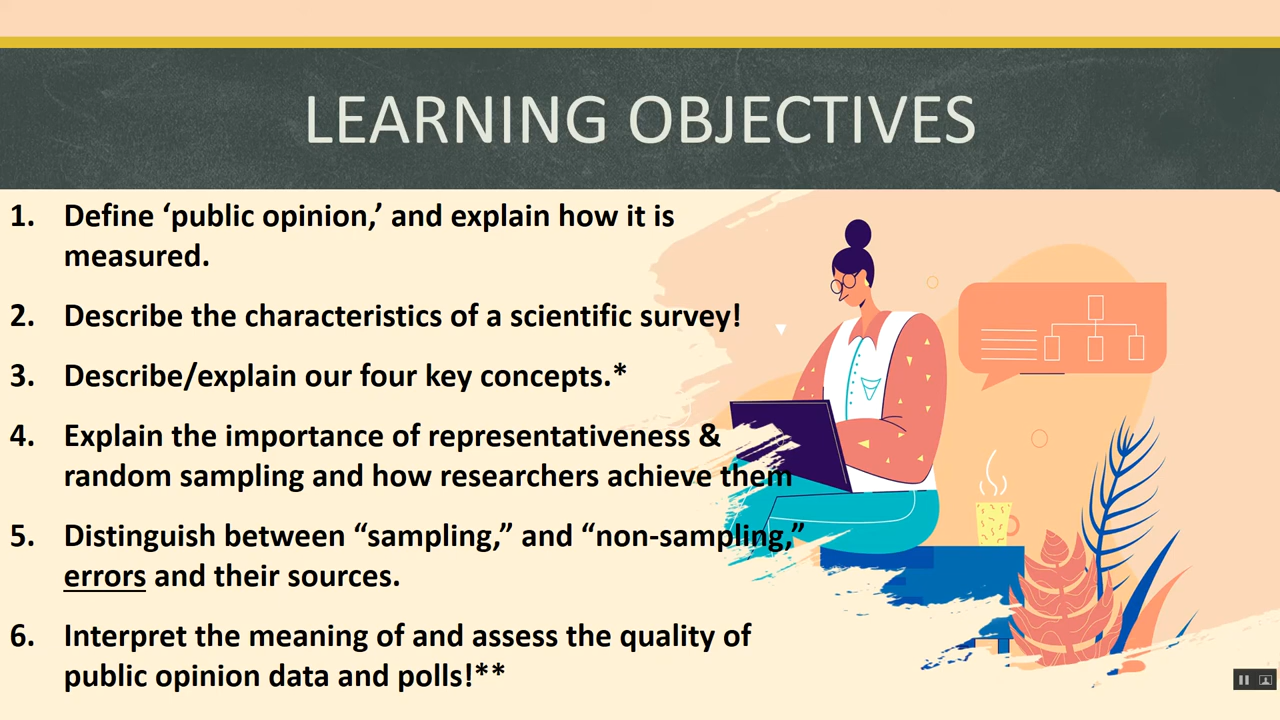 LEARNING OBJECTIVES
1. Define ‘public opinion,’ and explain how it is
measured.
2. Describe the characteristics of a scientific survey!
3. Describe/explain our four key concepts.*
4. Explain the importance of representativeness &
random sampling and how researchers achieve them
5. Distinguish between “sampling,” and “non-sampling,”
errors and their sources.
6. Interpret the meaning of and assess the quality of
public opinion data and polls!**